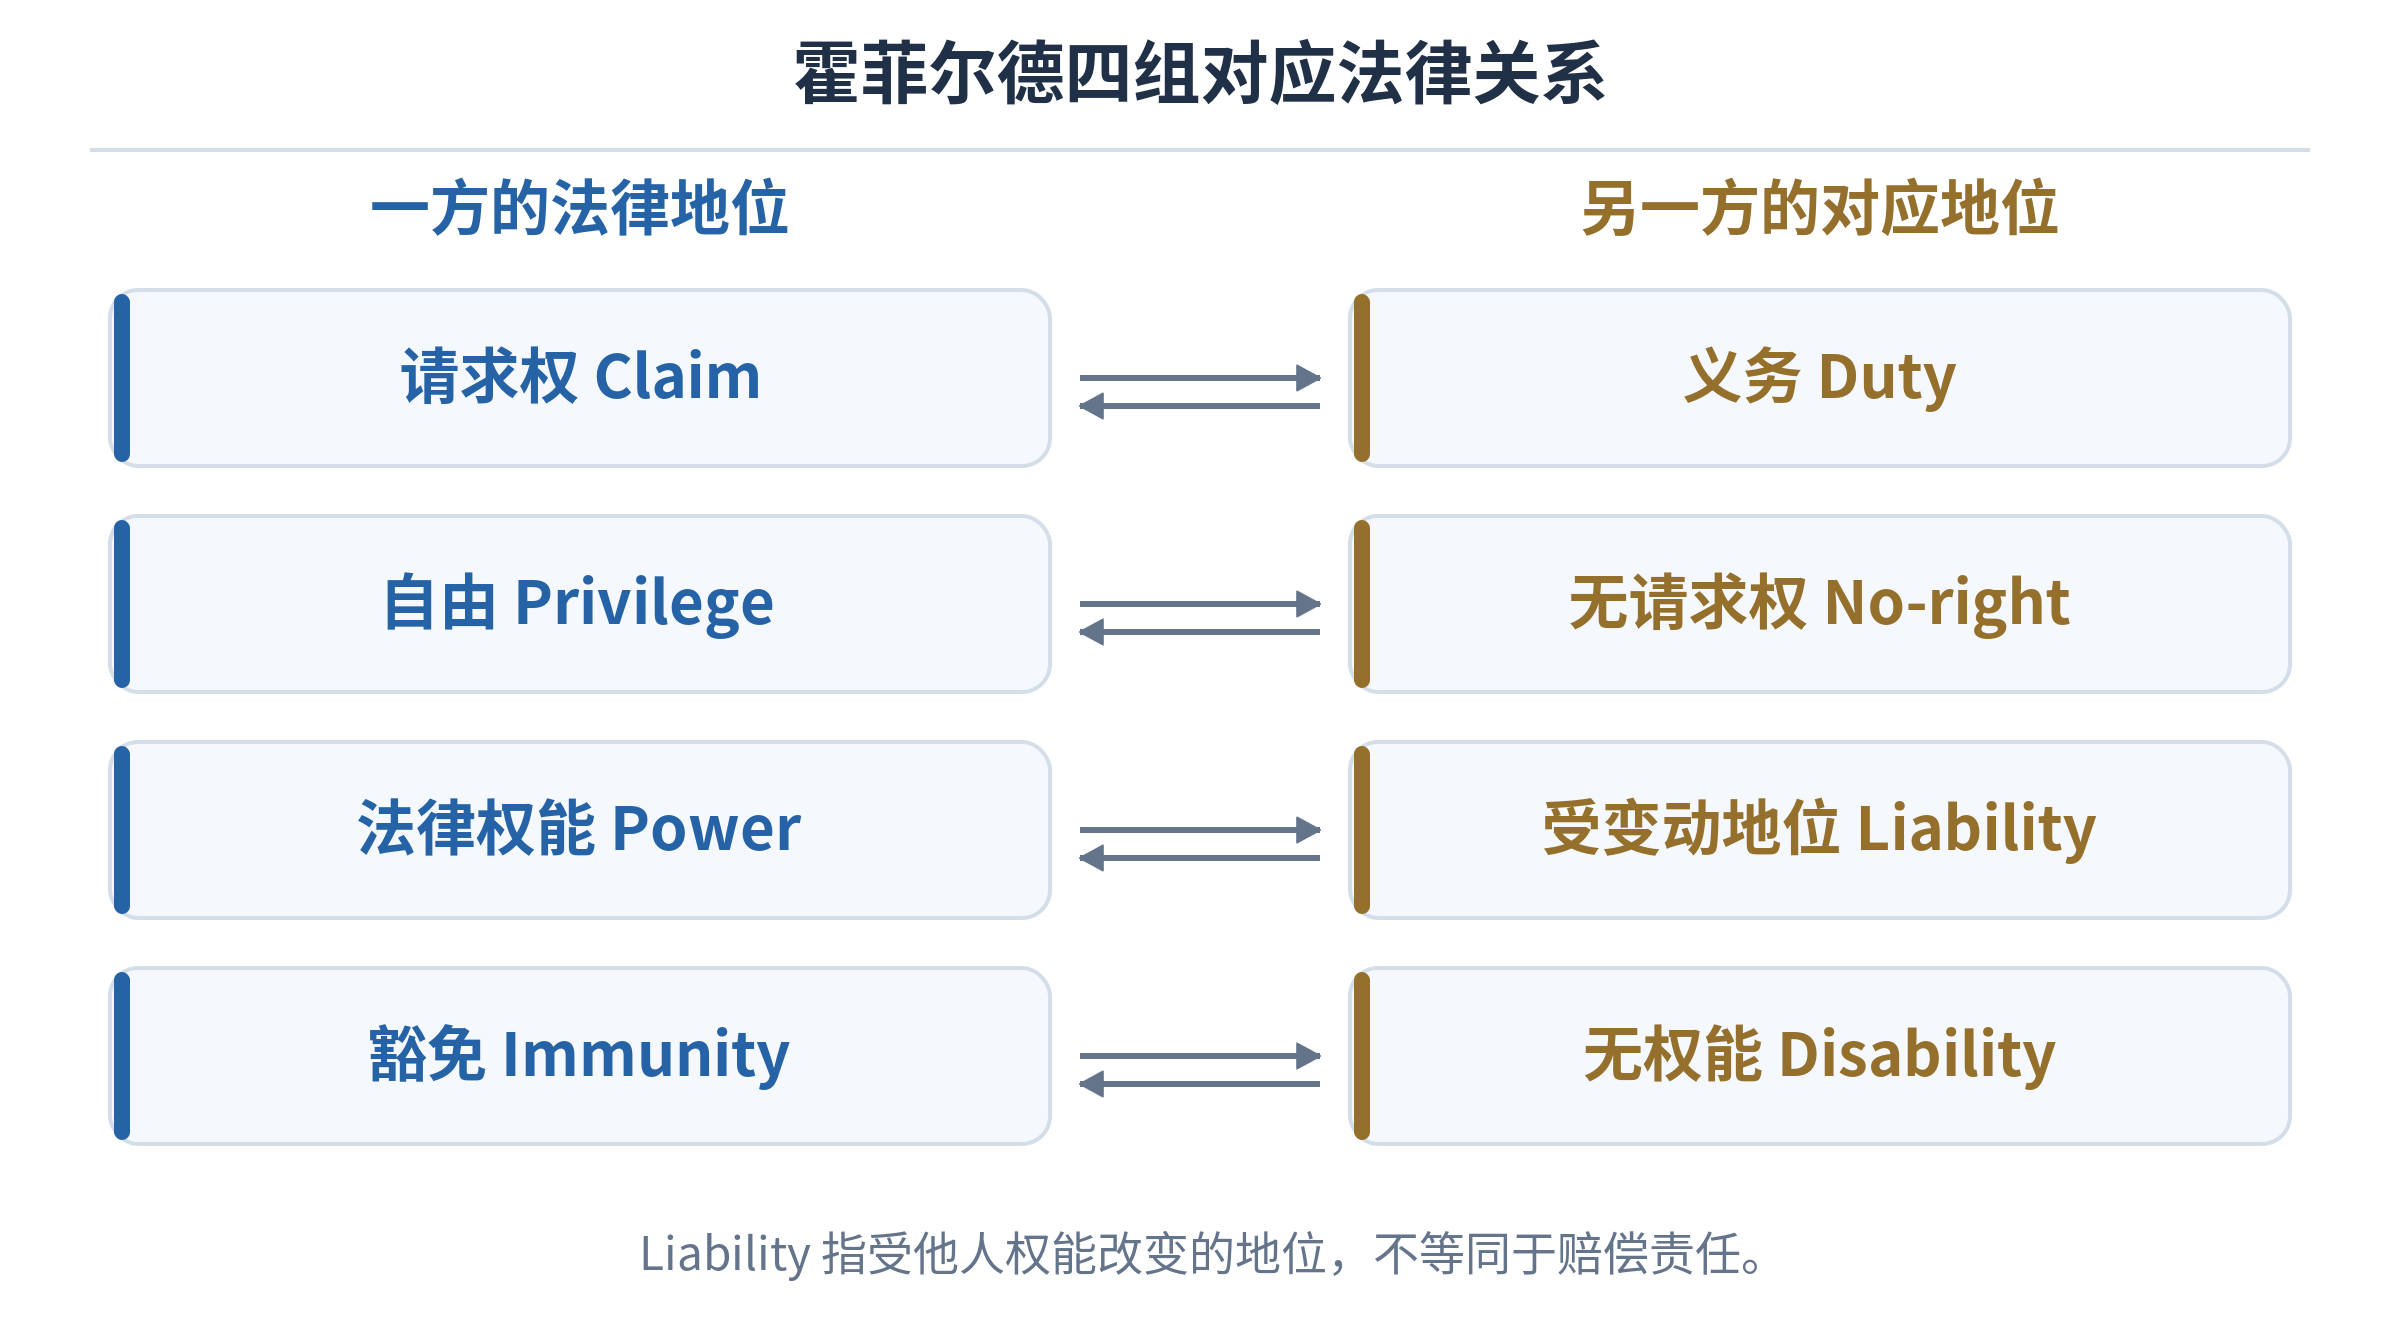 霍菲尔德四组对应法律关系
一方的法律地位
另一方的对应地位
请求权 Claim
义务 Duty
自由 Privilege
无请求权 No-right
法律权能 Power
受变动地位 Liability
豁免 Immunity
无权能 Disability
Liability 指受他人权能改变的地位，不等同于赔偿责任。